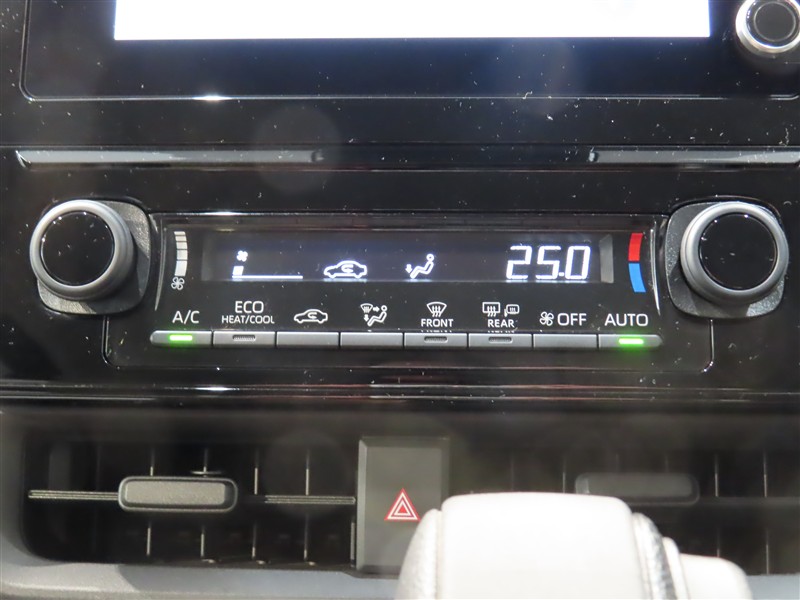 25.0
A/C
ECO
HEAT/COOL
FRONT
REAR
OFF
AUTO